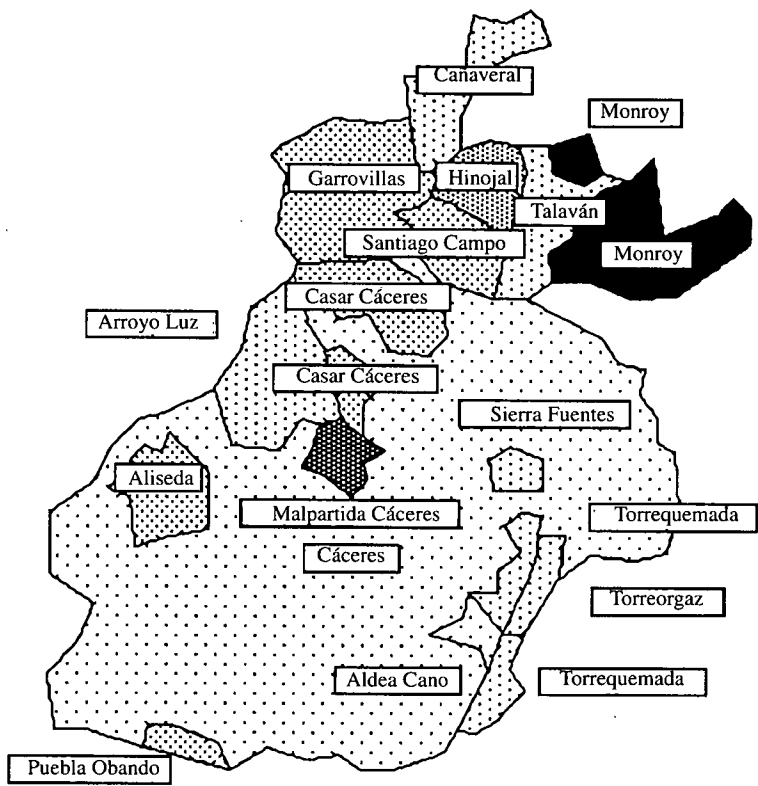 Cañaveral
Monroy
Garrovillas
Hinojal
Talaván
Santiago Campo
Monroy
Casar Cáceres
Arroyo Luz
Casar Cáceres
Sierra Fuentes
Aliseda
Malpartida Cáceres
Torrequemada
Cáceres
Torreorgaz
Aldea Cano
Torrequemada
Puebla Obando